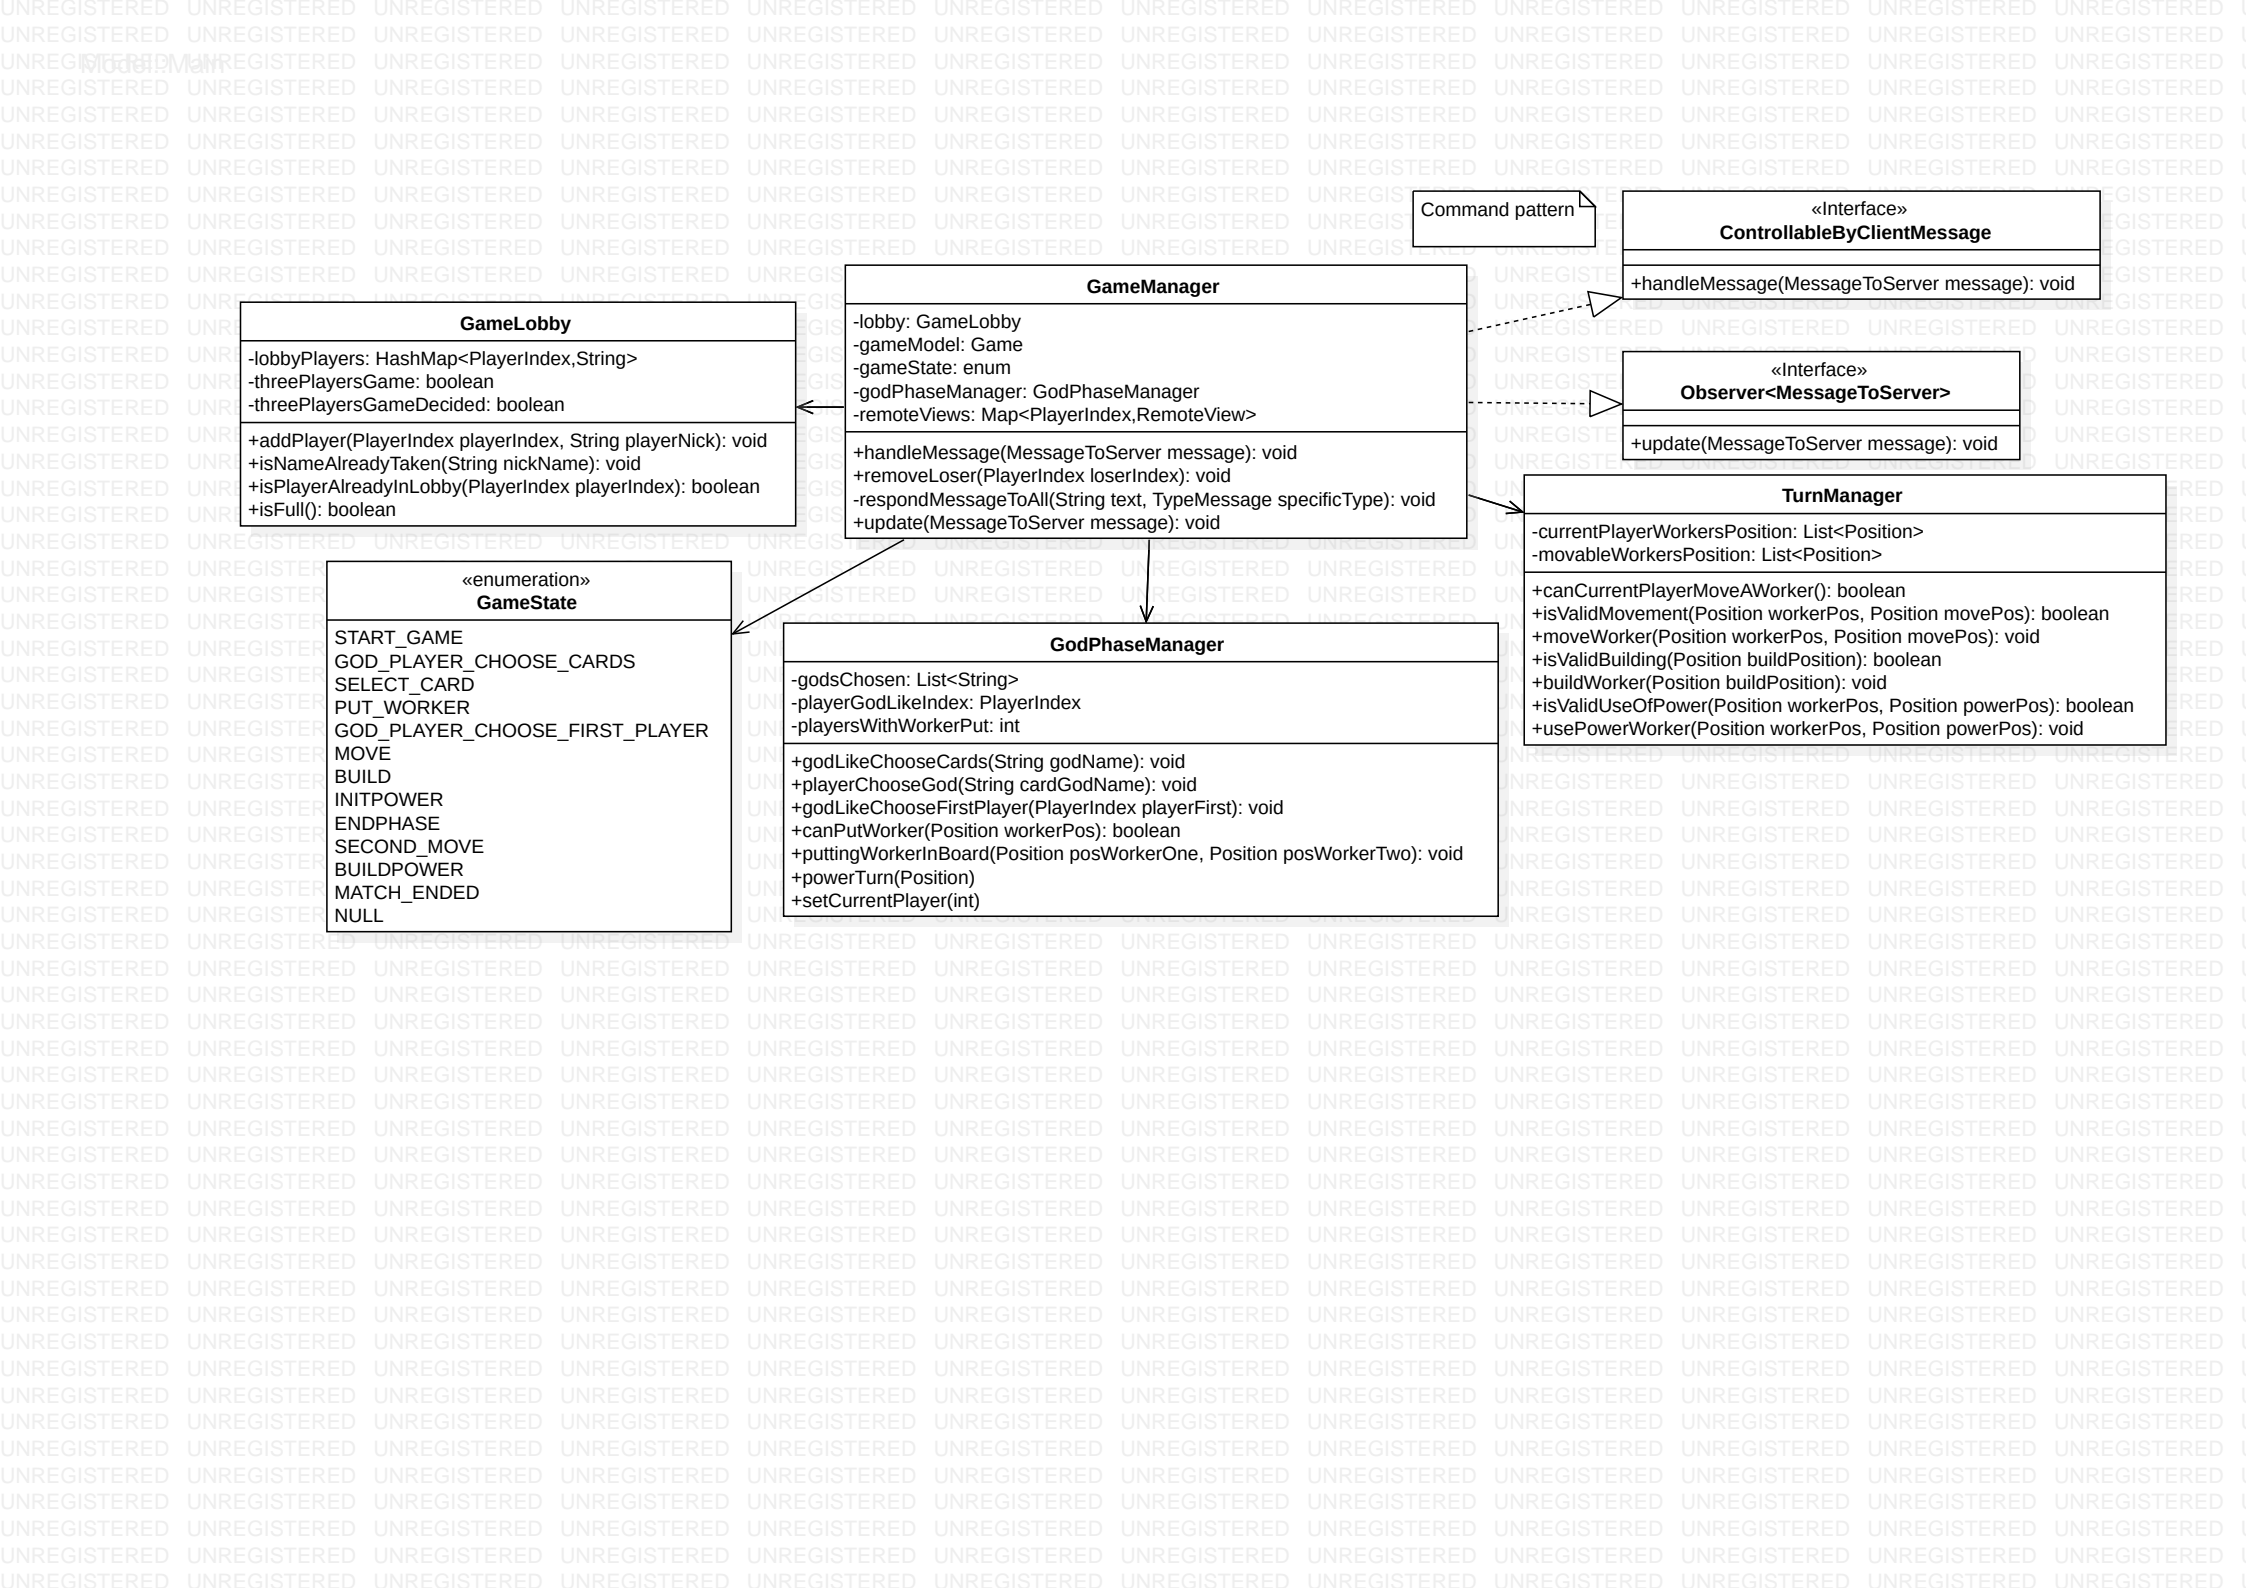 Model::Main
Command pattern
«Interface»
ControllableByClientMessage
+handleMessage(MessageToServer message): void
GameManager
-lobby: GameLobby
-gameModel: Game
-gameState: enum
-godPhaseManager: GodPhaseManager
-remoteViews: Map<PlayerIndex,RemoteView>
+handleMessage(MessageToServer message): void
+removeLoser(PlayerIndex loserIndex): void
-respondMessageToAll(String text, TypeMessage specificType): void
+update(MessageToServer message): void
GameLobby
-lobbyPlayers: HashMap<PlayerIndex,String>
-threePlayersGame: boolean
-threePlayersGameDecided: boolean
+addPlayer(PlayerIndex playerIndex, String playerNick): void
+isNameAlreadyTaken(String nickName): void
+isPlayerAlreadyInLobby(PlayerIndex playerIndex): boolean
+isFull(): boolean
«Interface»
Observer<MessageToServer>
+update(MessageToServer message): void
TurnManager
-currentPlayerWorkersPosition: List<Position>
-movableWorkersPosition: List<Position>
+canCurrentPlayerMoveAWorker(): boolean
+isValidMovement(Position workerPos, Position movePos): boolean
+moveWorker(Position workerPos, Position movePos): void
+isValidBuilding(Position buildPosition): boolean
+buildWorker(Position buildPosition): void
+isValidUseOfPower(Position workerPos, Position powerPos): boolean
+usePowerWorker(Position workerPos, Position powerPos): void
«enumeration»
GameState
START_GAME
GOD_PLAYER_CHOOSE_CARDS
SELECT_CARD
PUT_WORKER
GOD_PLAYER_CHOOSE_FIRST_PLAYER
MOVE
BUILD
INITPOWER
ENDPHASE
SECOND_MOVE
BUILDPOWER
MATCH_ENDED
NULL
GodPhaseManager
-godsChosen: List<String>
-playerGodLikeIndex: PlayerIndex
-playersWithWorkerPut: int
+godLikeChooseCards(String godName): void
+playerChooseGod(String cardGodName): void
+godLikeChooseFirstPlayer(PlayerIndex playerFirst): void
+canPutWorker(Position workerPos): boolean
+puttingWorkerInBoard(Position posWorkerOne, Position posWorkerTwo): void
+powerTurn(Position)
+setCurrentPlayer(int)